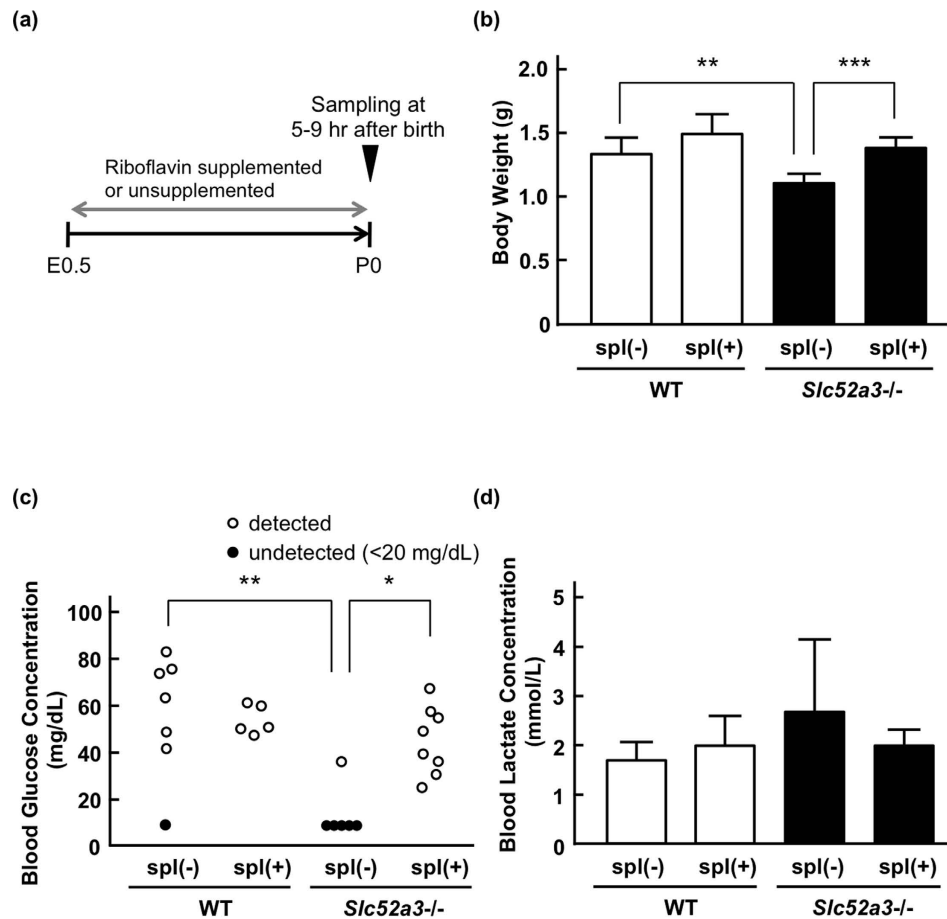 (a)
Sampling at
5-9 hr after birth
Riboflavin supplemented
or unsupplemented
E0.5
P0
(b)
Body Weight (g)
2.0
1.5
1.0
0.5
0
**
***
spl(-)
spl(+)
spl(-)
spl(+)
WT
Slc52a3-/-
(c)
detected
undetected (<20 mg/dL)
Blood Glucose Concentration
(mg/dL)
100
80
60
40
20
0
**
*
spl(-)
spl(+)
spl(-)
spl(+)
WT
Slc52a3-/-
(d)
Blood Lactate Concentration
(mmol/L)
5
4
3
2
1
0
spl(-)
spl(+)
spl(-)
spl(+)
WT
Slc52a3-/-